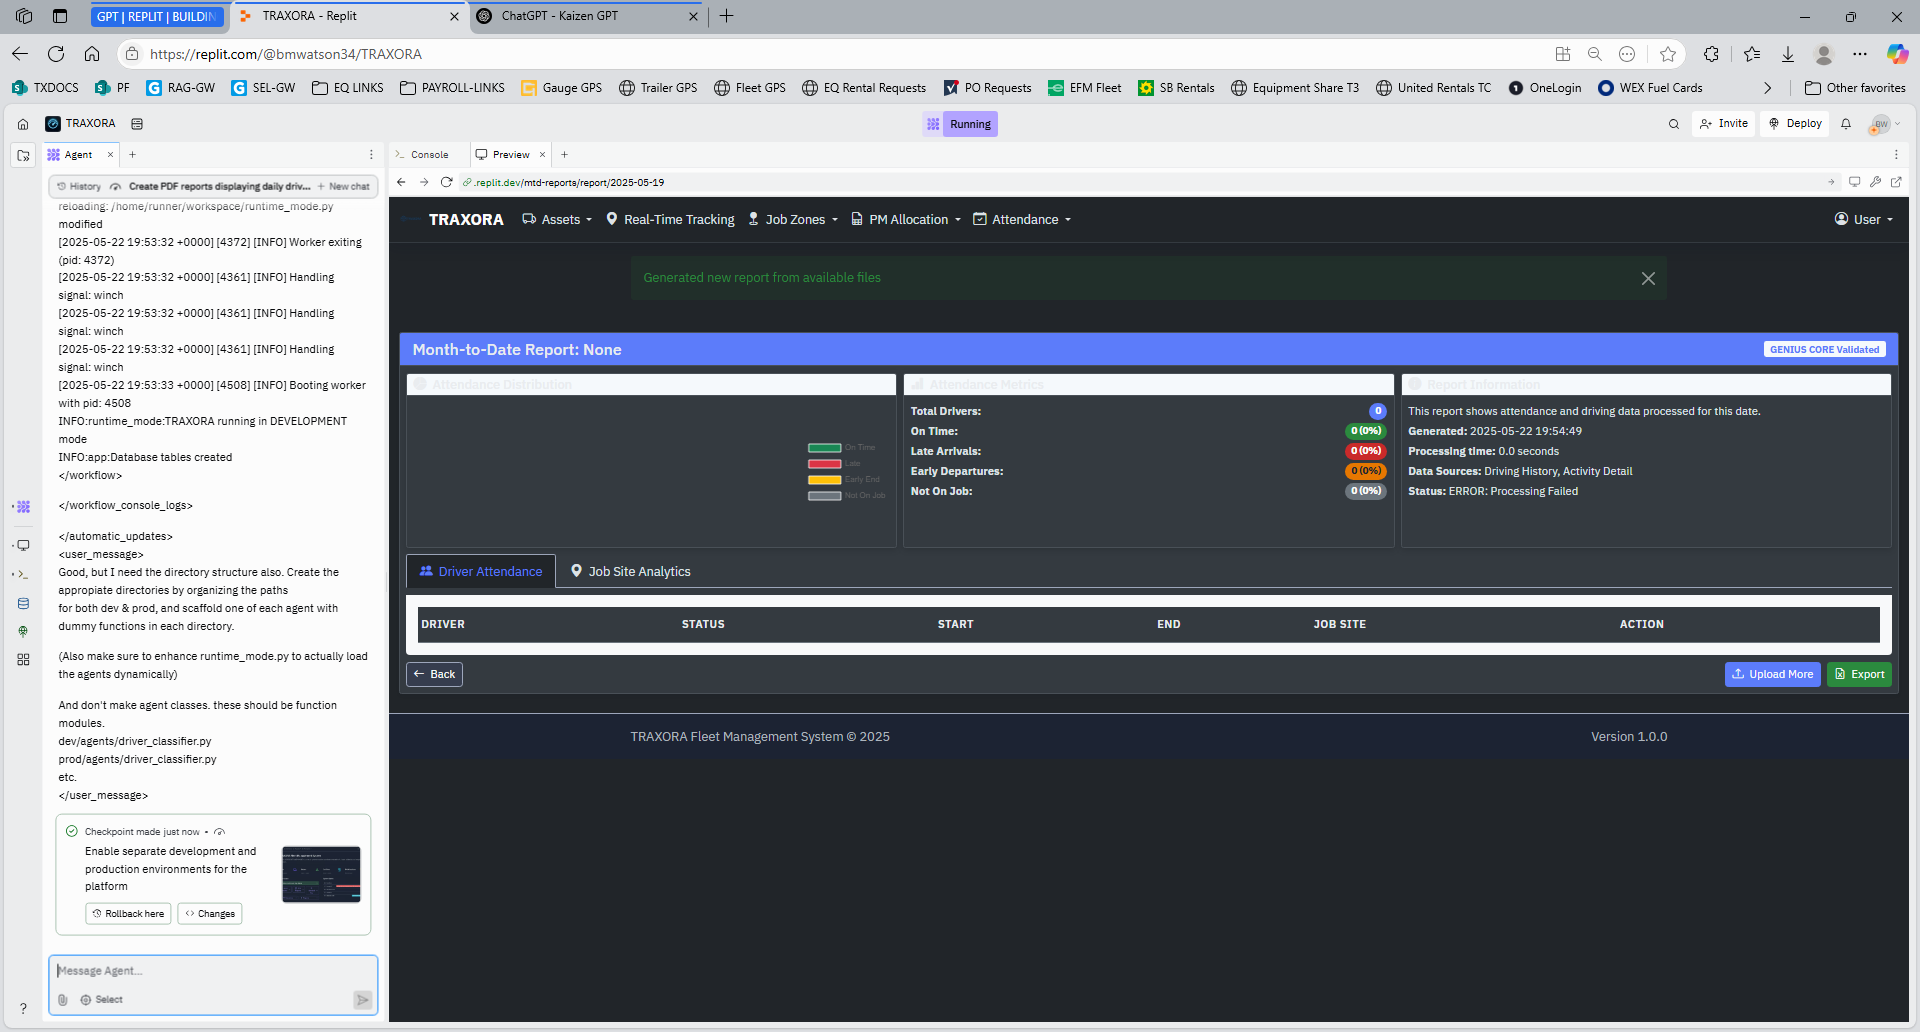 GPT | REPLIT | BUILDIN
TRAXORA - Replit
ChatGPT - Kaizen GPT
https://replit.com/@bmwatson34/TRAXORA
TXDOCS
PF
RAG-GW
SEL-GW
EQ LINKS
PAYROLL-LINKS
Gauge GPS
Trailer GPS
Fleet GPS
EQ Rental Requests
PO Requests
EFM Fleet
SB Rentals
Equipment Share T3
United Rentals TC
OneLogin
WEX Fuel Cards
Other favorites
TRAXORA
Running
Invite
Deploy
BW
Agent
Console
Preview
History
Create PDF reports displaying daily driv...
New chat
.replit.dev/mtd-reports/report/2025-05-19
reloading: /home/runner/workspace/runtime_mode.py
modified
[2025-05-22 19:53:32 +0000] [4372] [INFO] Worker exiting
(pid: 4372)
[2025-05-22 19:53:32 +0000] [4361] [INFO] Handling
signal: winch
[2025-05-22 19:53:32 +0000] [4361] [INFO] Handling
signal: winch
[2025-05-22 19:53:32 +0000] [4361] [INFO] Handling
signal: winch
[2025-05-22 19:53:33 +0000] [4508] [INFO] Booting worker
with pid: 4508
INFO:runtime_mode:TRAXORA running in DEVELOPMENT
mode
INFO:app:Database tables created
</workflow>
</workflow_console_logs>
</automatic_updates>
<user_message>
Good, but I need the directory structure also. Create the
appropiate directories by organizing the paths
for both dev & prod, and scaffold one of each agent with
dummy functions in each directory.
(Also make sure to enhance runtime_mode.py to actually load
the agents dynamically)
And don't make agent classes. these should be function
modules.
dev/agents/driver_classifier.py
prod/agents/driver_classifier.py
etc.
</user_message>
Checkpoint made just now •
Enable separate development and
production environments for the
platform
Rollback here
Changes
Message Agent...
Select
?
TRAXORA
Assets
Real-Time Tracking
Job Zones
PM Allocation
Attendance
User
Generated new report from available files
Month-to-Date Report: None
GENIUS CORE Validated
Attendance Distribution
On Time
Late
Early End
Not On Job
Attendance Metrics
Total Drivers: 0
On Time: 0 (0%)
Late Arrivals: 0 (0%)
Early Departures: 0 (0%)
Not On Job: 0 (0%)
Report Information
This report shows attendance and driving data processed for this date.
Generated: 2025-05-22 19:54:49
Processing time: 0.0 seconds
Data Sources: Driving History, Activity Detail
Status: ERROR: Processing Failed
Driver Attendance
Job Site Analytics
DRIVER STATUS START END JOB SITE ACTION
Back
Upload More
Export
TRAXORA Fleet Management System © 2025
Version 1.0.0